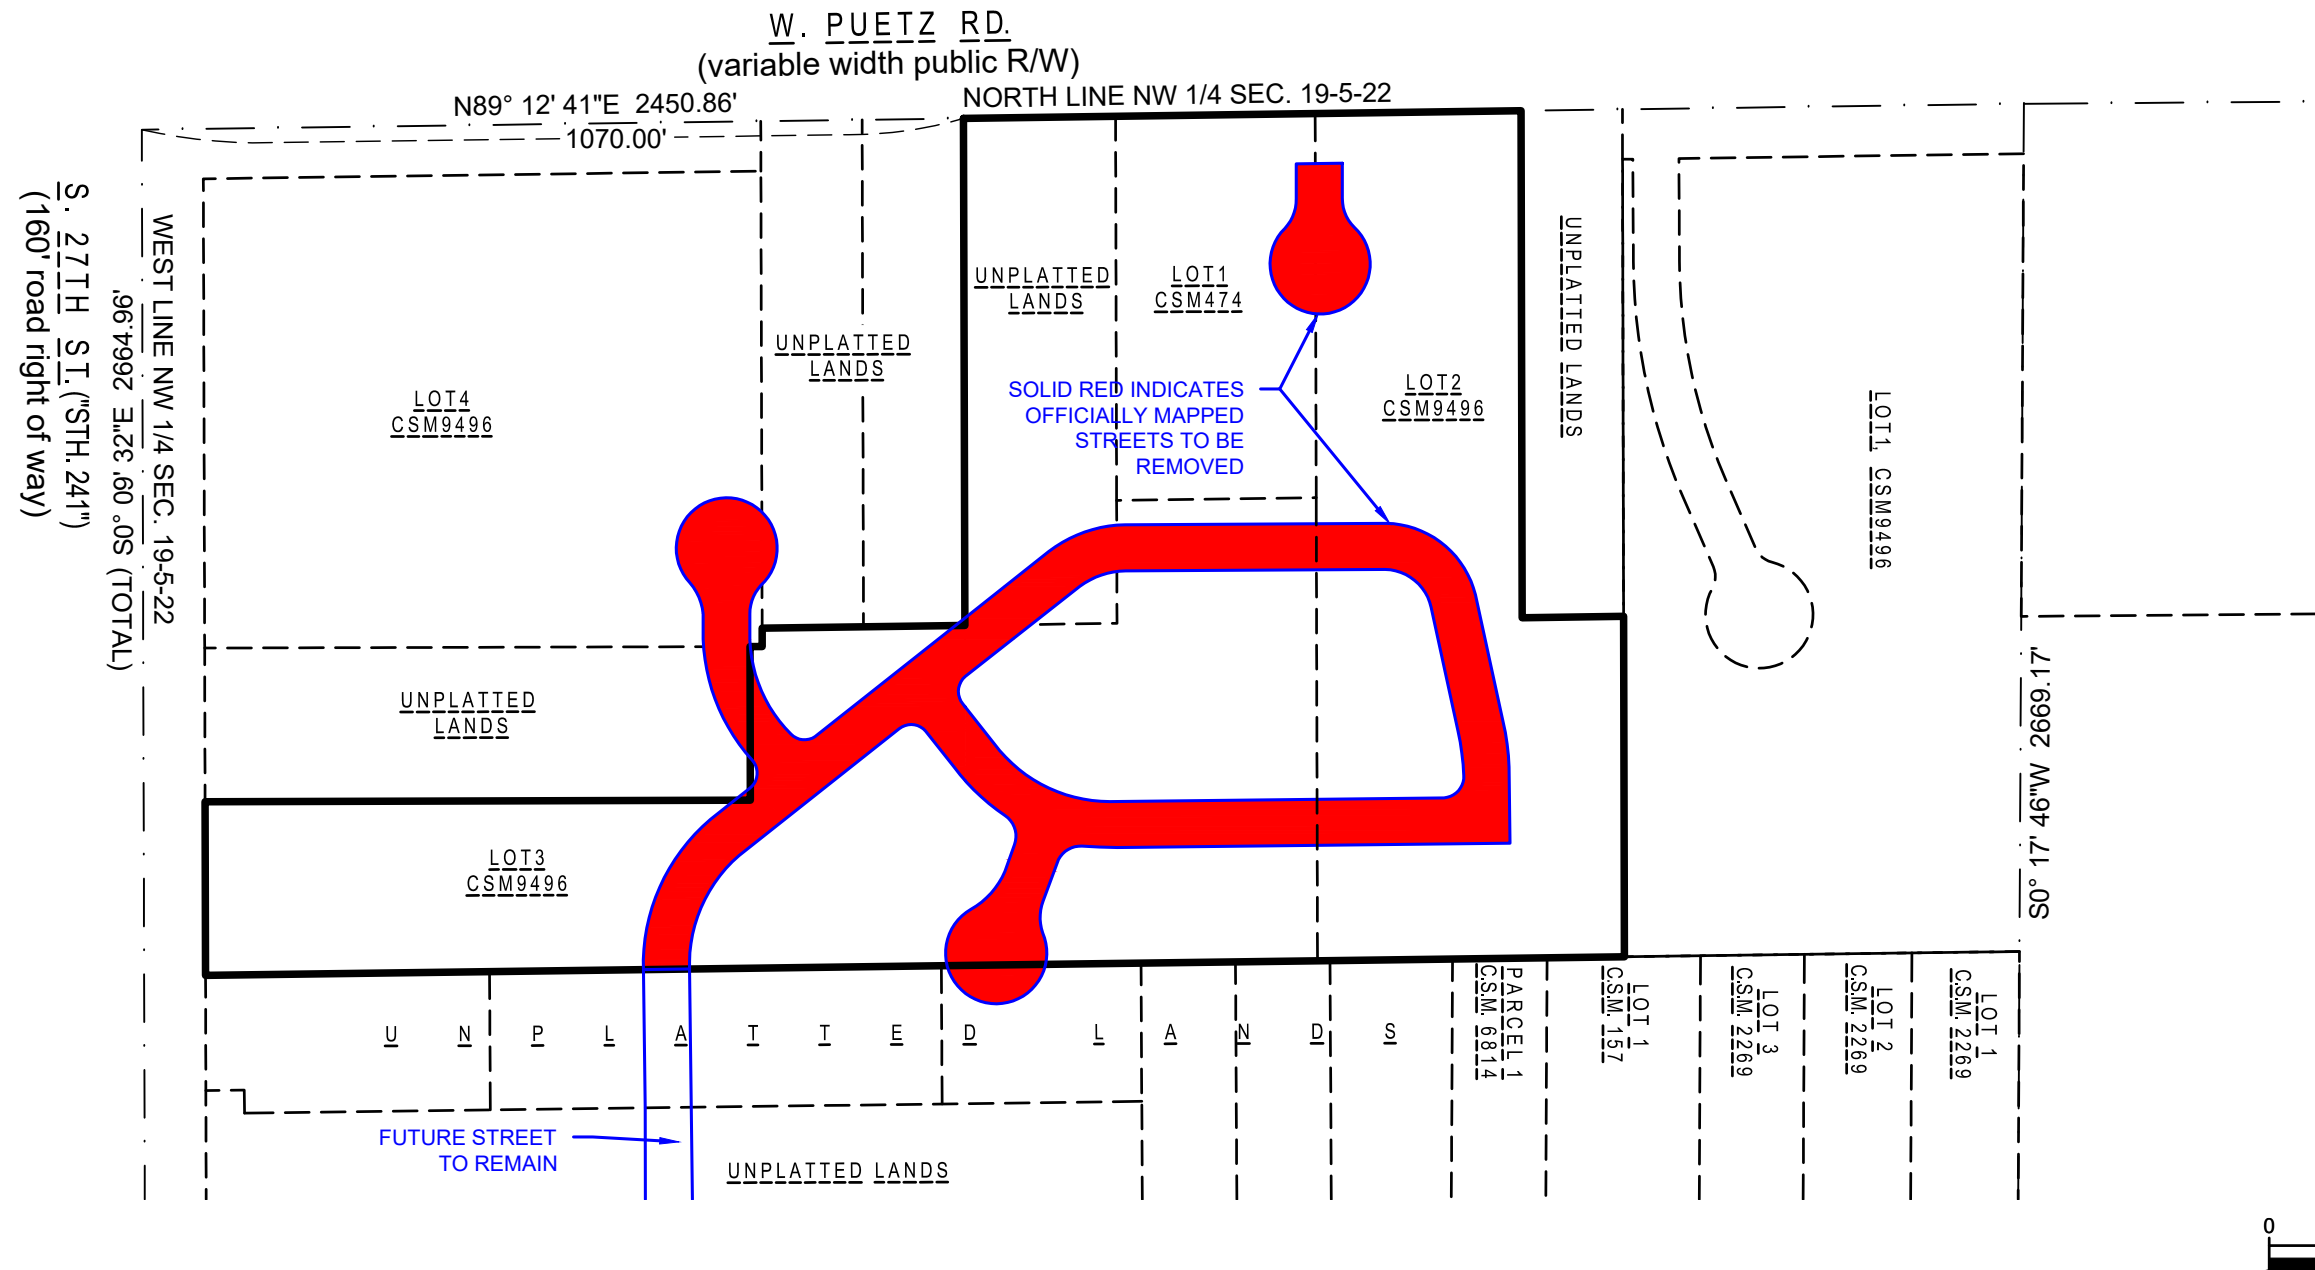 W. PUETZ RD.
(variable width public R/W)
N89° 12' 41"E 2450.86'
NORTH LINE NW 1/4 SEC. 19-5-22
1070.00'
S. 27TH ST. ("STH. 241")
(160' road right of way)
WEST LINE NW 1/4 SEC. 19-5-22
S0° 09' 32"E 2664.96'
(TOTAL)
LOT4
CSM9496
UNPLATTED
LANDS
UNPLATTED
LANDS
LOT1
CSM474
LOT2
CSM9496
UNPLATTED LANDS
LOT1, CSM9496
SOLID RED INDICATES
OFFICIALLY MAPPED
STREETS TO BE
REMOVED
UNPLATTED
LANDS
LOT3
CSM9496
S0° 17' 46"W 2669.17'
UNPLATTED LANDS
PARCEL 1
C.S.M. 6814
LOT 1
C.S.M. 1157
LOT 3
C.S.M. 2269
LOT 2
C.S.M. 2269
LOT 1
C.S.M. 2269
FUTURE STREET
TO REMAIN
UNPLATTED LANDS
0